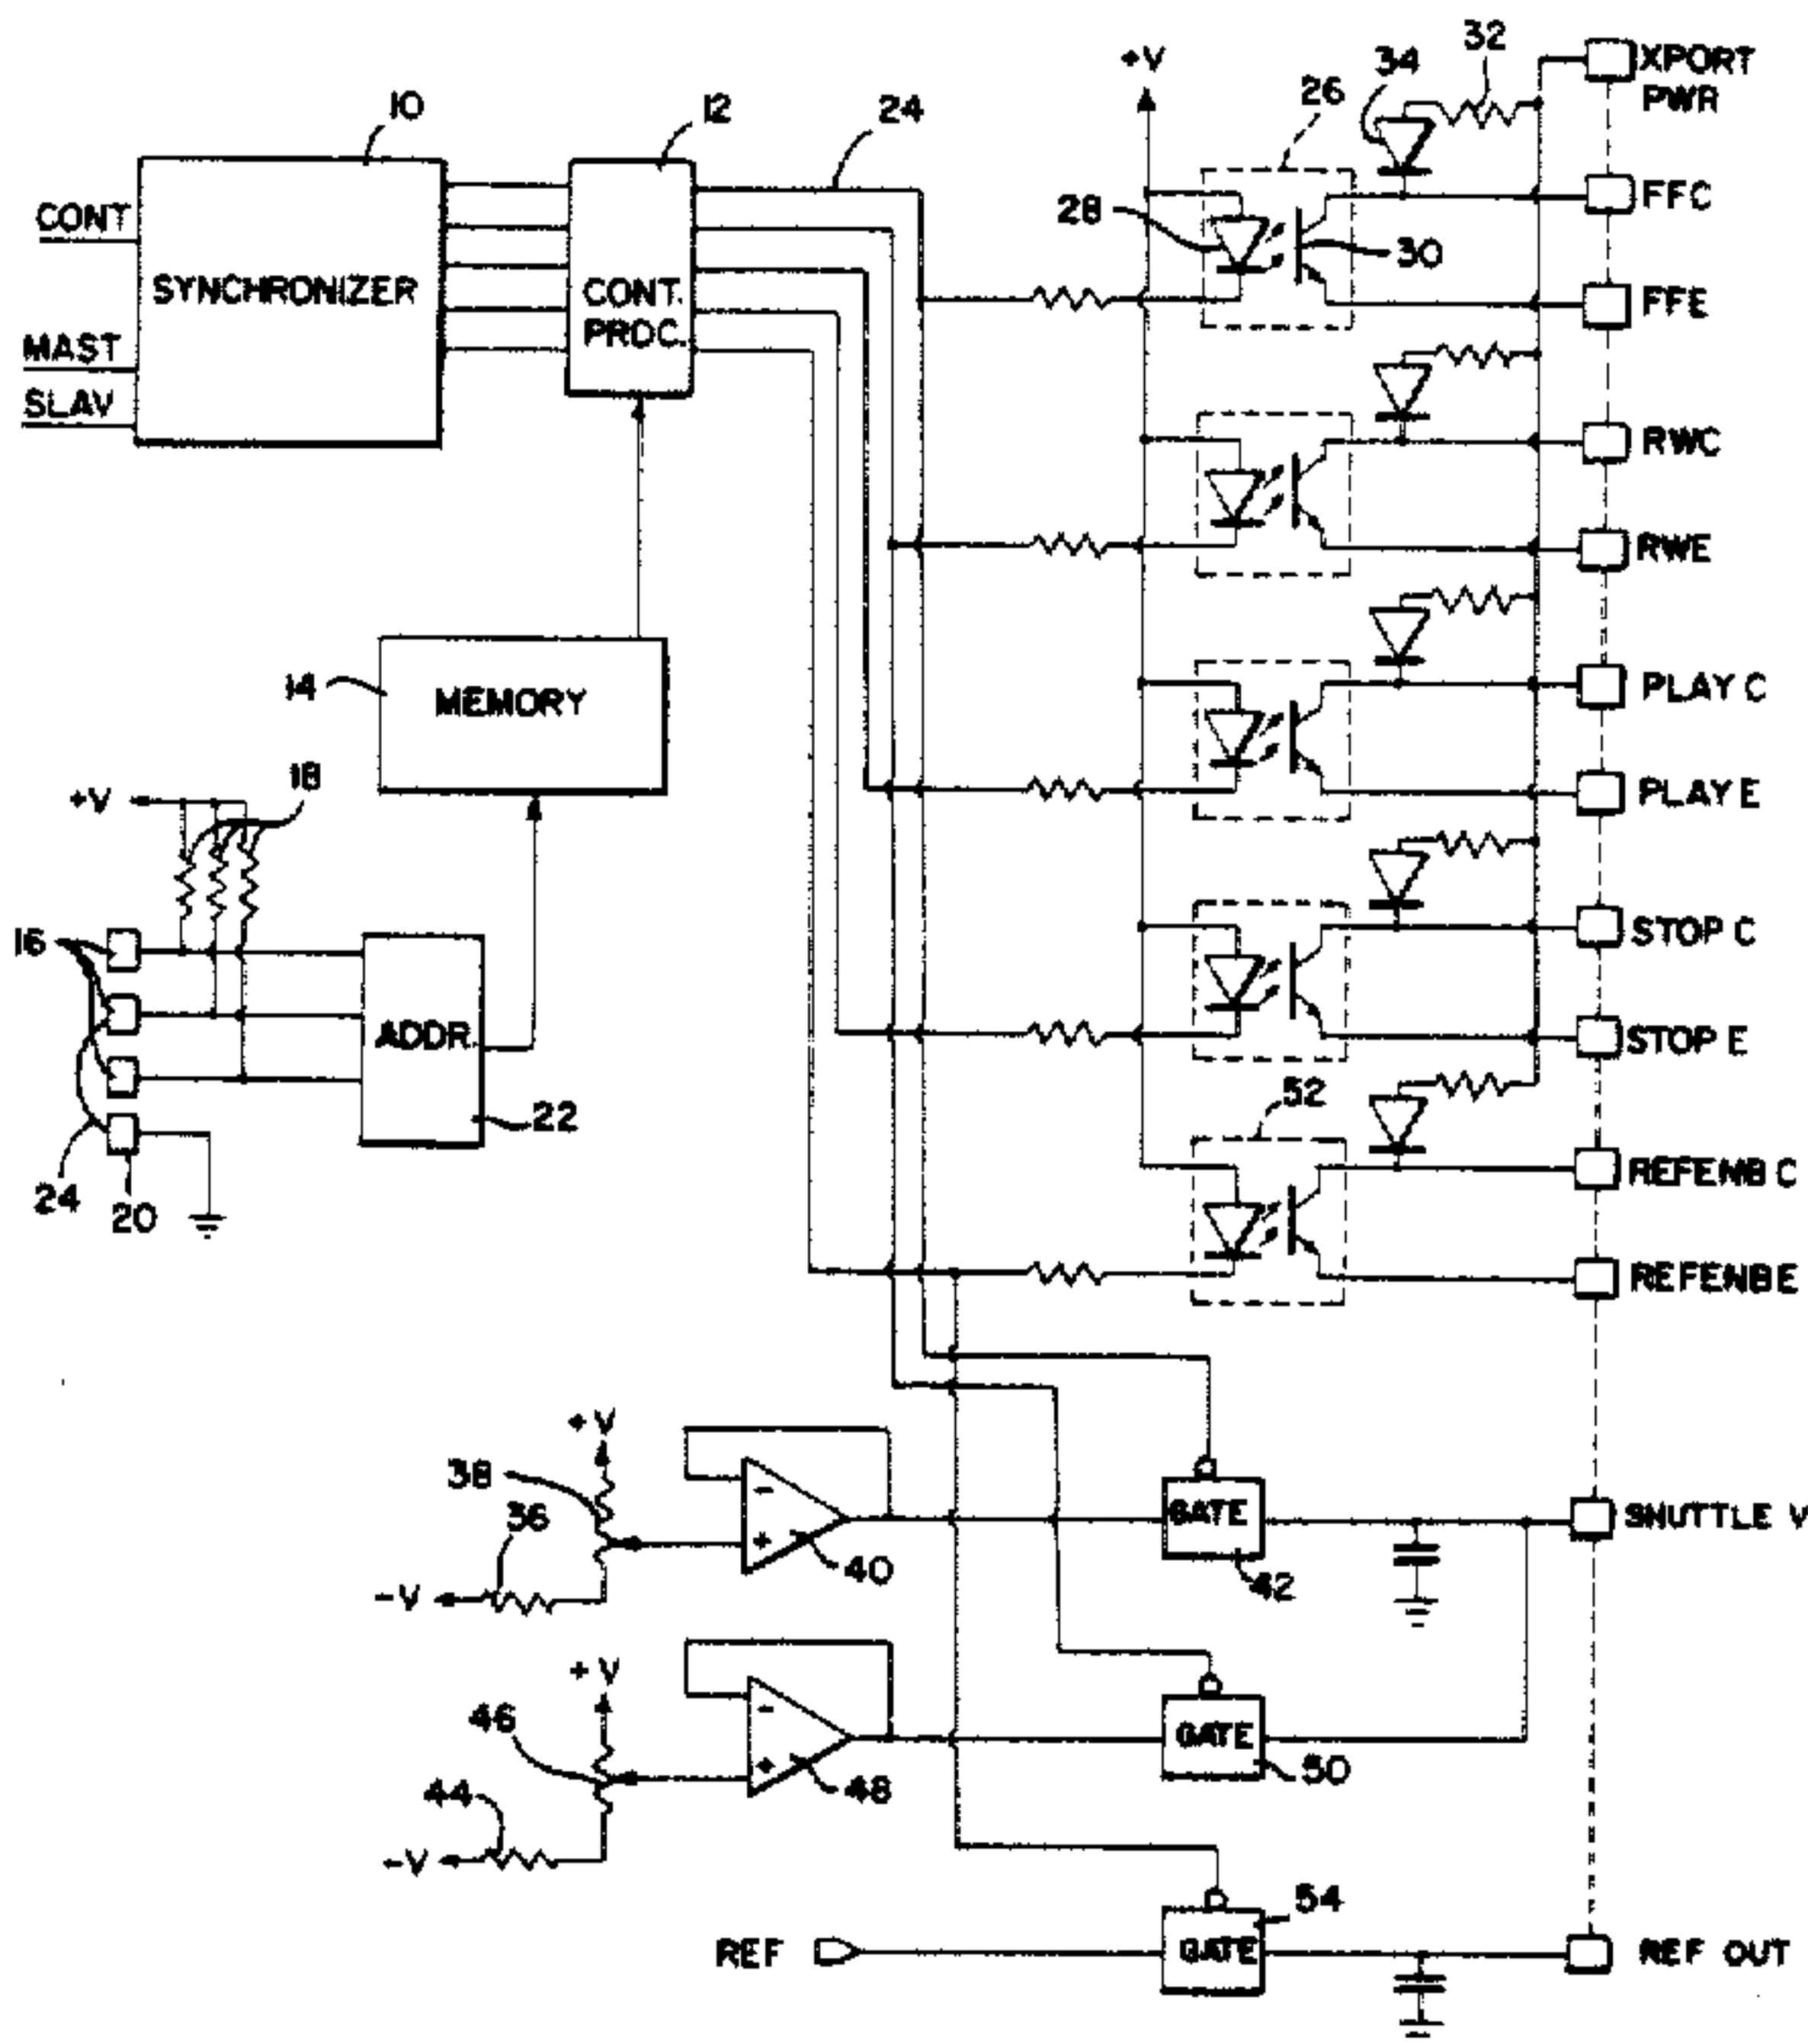 10
12
24
+V
34
32
XPORT
PWR
26
CONT
SYNCHRONIZER
CONT.
PROC.
28
30
FFC
FFE
MAST
SLAV
RWC
RWE
14
MEMORY
PLAY C
PLAY E
+V
18
16
ADDR.
22
24
20
STOP C
STOP E
52
REFENB C
REFENB E
+V
38
36
-V
-
+
40
GATE
42
SHUTTLE V
+V
46
44
-V
-
+
48
GATE
50
54
REF
GATE
REF OUT